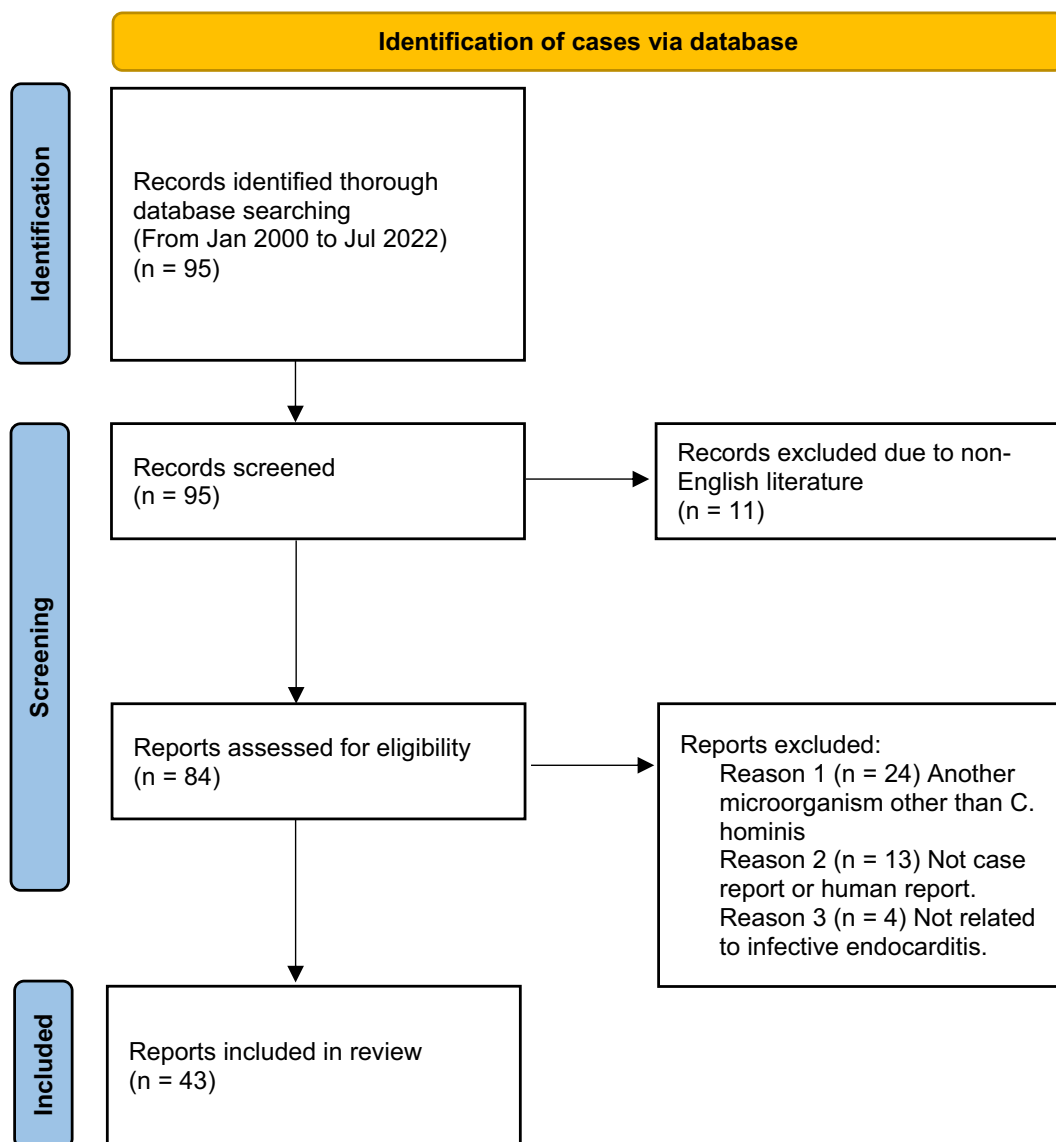 Identification of cases via database
Identification
Records identified thorough
database searching
(From Jan 2000 to Jul 2022)
(n = 95)
Screening
Records screened
(n = 95)
Records excluded due to non-
English literature
(n = 11)
Reports assessed for eligibility
(n = 84)
Reports excluded:
Reason 1 (n = 24) Another
microorganism other than C.
hominis
Reason 2 (n = 13) Not case
report or human report.
Reason 3 (n = 4) Not related
to infective endocarditis.
Included
Reports included in review
(n = 43)